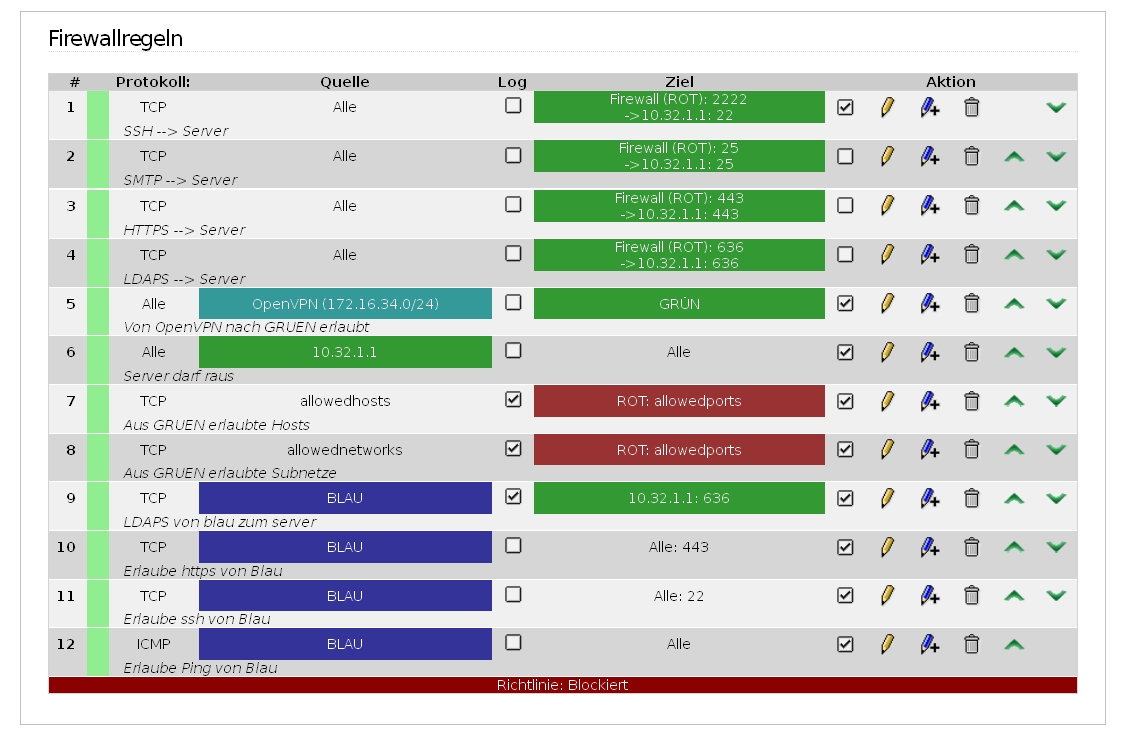 Firewallregeln
# Protokoll: Quelle Log Ziel Aktion
1 TCP Alle Firewall (ROT): 2222
->10.32.1.1: 22
SSH --> Server
2 TCP Alle Firewall (ROT): 25
->10.32.1.1: 25
SMTP --> Server
3 TCP Alle Firewall (ROT): 443
->10.32.1.1: 443
HTTPS --> Server
4 TCP Alle Firewall (ROT): 636
->10.32.1.1: 636
LDAPS --> Server
5 Alle OpenVPN (172.16.34.0/24) GRÜN
Von OpenVPN nach GRUEN erlaubt
6 Alle 10.32.1.1 Alle
Server darf raus
7 TCP allowedhosts ROT: allowedports
Aus GRUEN erlaubte Hosts
8 TCP allowednetworks ROT: allowedports
Aus GRUEN erlaubte Subnetze
9 TCP BLAU 10.32.1.1: 636
LDAPS von blau zum server
10 TCP BLAU Alle: 443
Erlaube https von Blau
11 TCP BLAU Alle: 22
Erlaube ssh von Blau
12 ICMP BLAU Alle
Erlaube Ping von Blau
Richtlinie: Blockiert